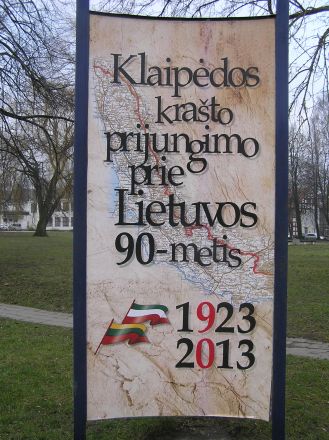 Klaipėdos
krašto
prijungimo
prie
Lietuvos
90-metis
1923
2013